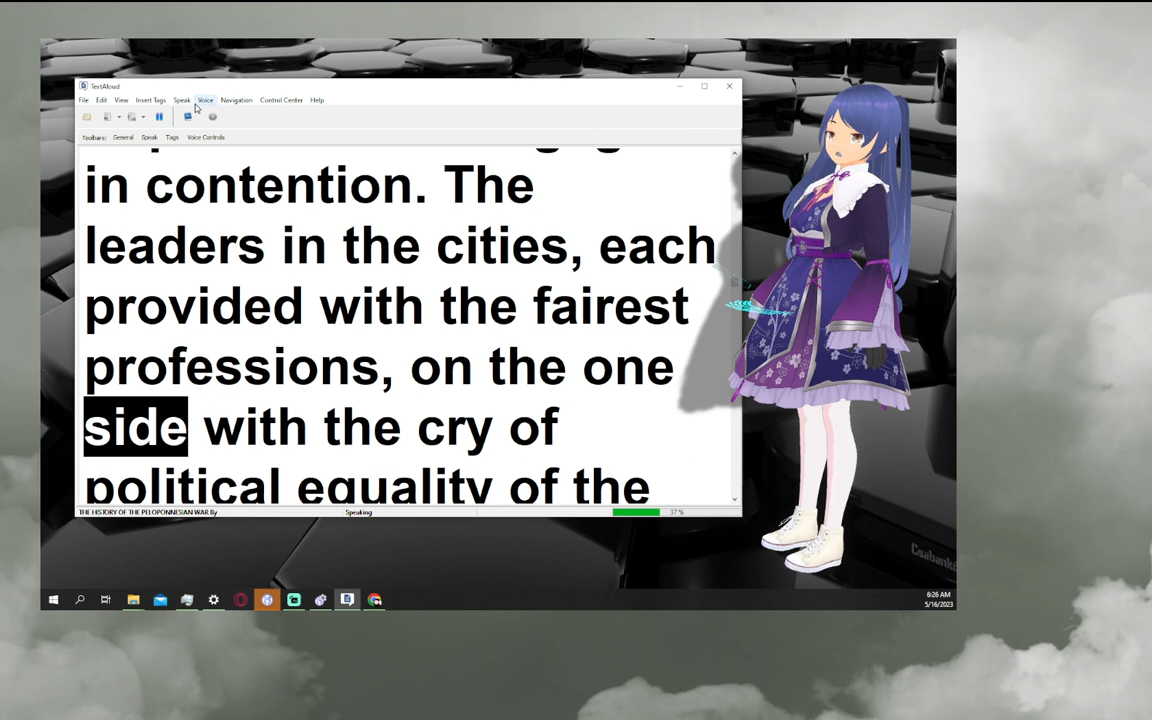 TextAloud
File Edit View Insert Tags Speak Voice Navigation Control Center Help
Toolbars: General Speak Tags Voice Controls
in contention. The
leaders in the cities, each
provided with the fairest
professions, on the one
side with the cry of
political equality of the
THE HISTORY OF THE PELOPONNESIAN WAR By Speaking 37 %
Csabank
6:26 AM
5/16/2023